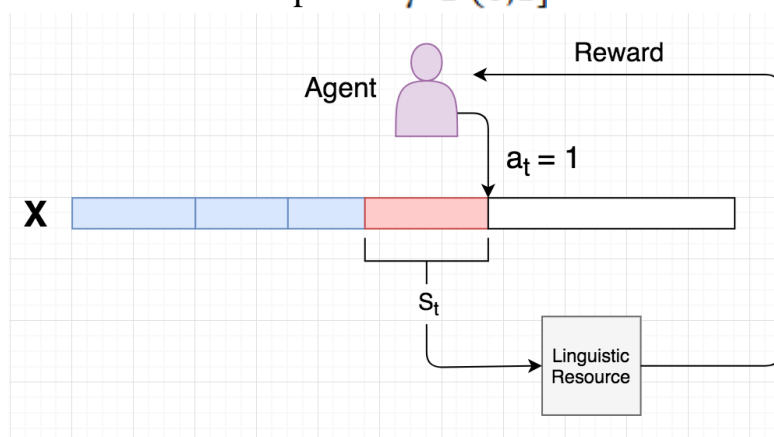 Reward
Agent
a_t = 1
X
S_t
Linguistic
Resource